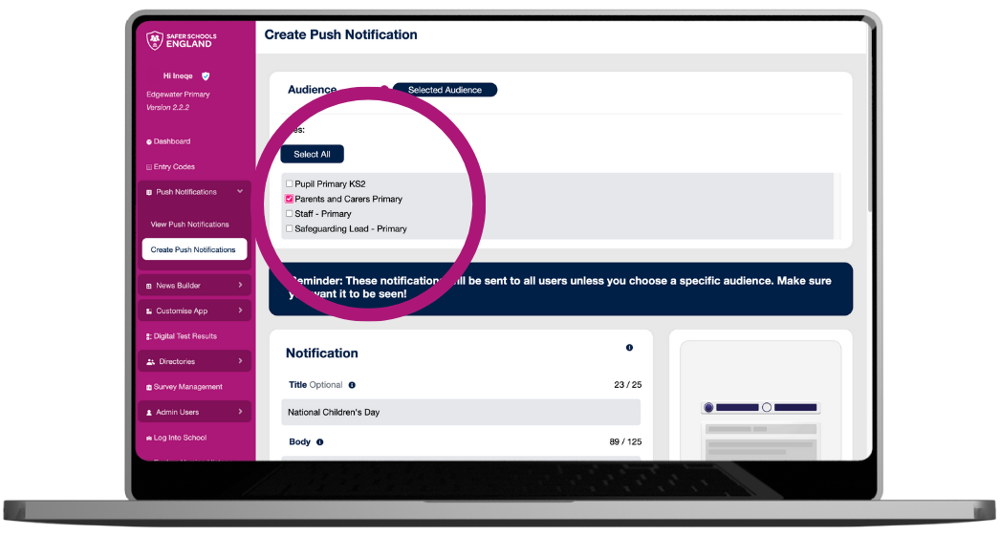 SAFER SCHOOLS
ENGLAND
Hi Ineqe
Edgewater Primary
Version 2.2.2
Dashboard
Entry Codes
Push Notifications
View Push Notifications
Create Push Notifications
News Builder
Customise App
Digital Test Results
Directories
Survey Management
Admin Users
Log Into School
Create Push Notification
Audience
Selected Audience
Select All
Pupil Primary KS2
Parents and Carers Primary
Staff - Primary
Safeguarding Lead - Primary
Reminder: These notifications will be sent to all users unless you choose a specific audience. Make sure
you want it to be seen!
Notification
Title Optional
23 / 25
National Children's Day
Body
89 / 125